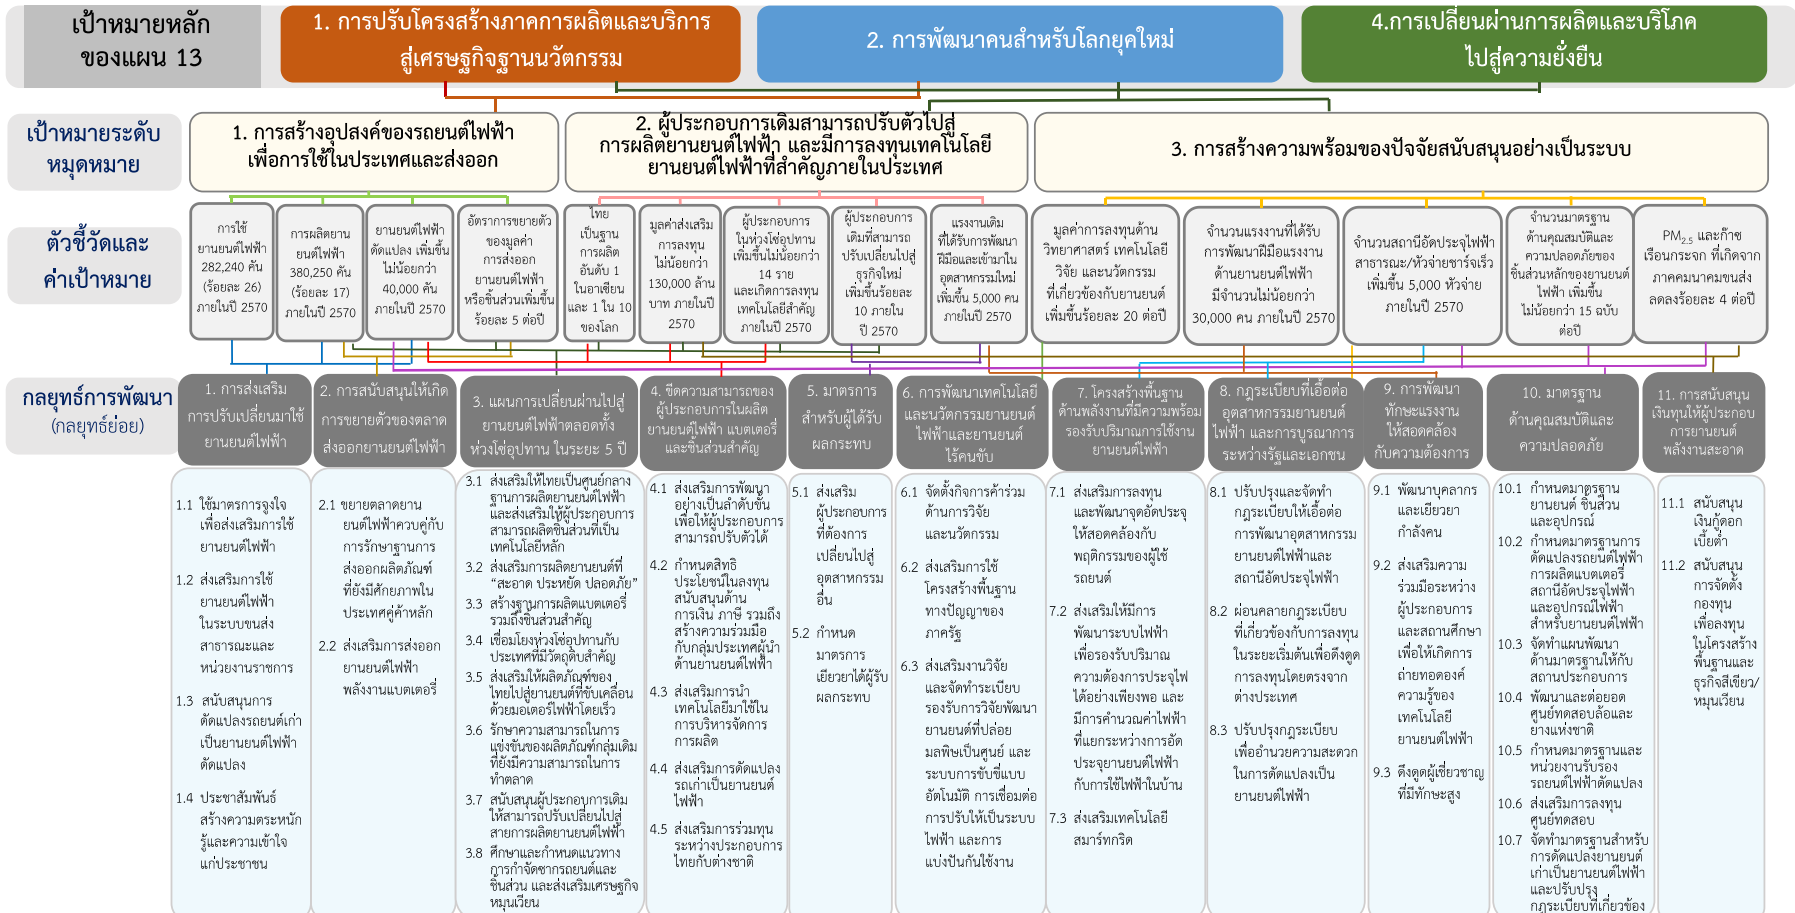 เป้าหมายหลัก
ของแผน 13
1. การปรับโครงสร้างภาคการผลิตและบริการ
สู่เศรษฐกิจฐานนวัตกรรม
2. การพัฒนาคนสำหรับโลกยุคใหม่
4.การเปลี่ยนผ่านการผลิตและบริโภค
ไปสู่ความยั่งยืน
เป้าหมายระดับ
หมุดหมาย
1. การสร้างอุปสงค์ของรถยนต์ไฟฟ้า
เพื่อการใช้ในประเทศและส่งออก
2. ผู้ประกอบการเดิมสามารถปรับตัวไปสู่
การผลิตยานยนต์ไฟฟ้า และมีการลงทุนเทคโนโลยี
ยานยนต์ไฟฟ้าที่สำคัญภายในประเทศ
3. การสร้างความพร้อมของปัจจัยสนับสนุนอย่างเป็นระบบ
ตัวชี้วัดและ
ค่าเป้าหมาย
การใช้
ยานยนต์ไฟฟ้า
282,240 คัน
(ร้อยละ 26)
ภายในปี 2570
การผลิตยาน
ยนต์ไฟฟ้า
380,250 คัน
(ร้อยละ 17)
ภายในปี 2570
ยานยนต์ไฟฟ้า
ดัดแปลง เพิ่มขึ้น
ไม่น้อยกว่า
40,000 คัน
ภายในปี 2570
อัตราการขยายตัว
ของมูลค่า
การส่งออก
ยานยนต์ไฟฟ้า
หรือชิ้นส่วนเพิ่มขึ้น
ร้อยละ 5 ต่อปี
ไทย
เป็นฐาน
การผลิต
อันดับ 1
ในอาเซียน
และ 1 ใน 10
ของโลก
มูลค่าส่งเสริม
การลงทุน
ไม่น้อยกว่า
130,000 ล้าน
บาท ภายในปี
2570
ผู้ประกอบการ
ในห่วงโซ่อุปทาน
เพิ่มขึ้นไม่น้อยกว่า
14 ราย
และเกิดการลงทุน
เทคโนโลยีสำคัญ
ภายในปี 2570
ผู้ประกอบการ
เดิมที่สามารถ
ปรับเปลี่ยนไปสู่
ธุรกิจใหม่
เพิ่มขึ้นร้อยละ
10 ภายใน
ปี 2570
แรงงานเดิม
ที่ได้รับการพัฒนา
ฝีมือและเข้ามาใน
อุตสาหกรรมใหม่
เพิ่มขึ้น 5,000 คน
ภายในปี 2570
มูลค่าการลงทุนด้าน
วิทยาศาสตร์ เทคโนโลยี
วิจัย และนวัตกรรม
ที่เกี่ยวข้องกับยานยนต์
เพิ่มขึ้นร้อยละ 20 ต่อปี
จำนวนแรงงานที่ได้รับ
การพัฒนาฝีมือแรงงาน
ด้านยานยนต์ไฟฟ้า
มีจำนวนไม่น้อยกว่า
30,000 คน ภายในปี 2570
จำนวนสถานีอัดประจุไฟฟ้า
สาธารณะ/หัวจ่ายชาร์จเร็ว
เพิ่มขึ้น 5,000 หัวจ่าย
ภายในปี 2570
จำนวนมาตรฐาน
ด้านคุณสมบัติและ
ความปลอดภัยของ
ชิ้นส่วนหลักของยานยนต์
ไฟฟ้า เพิ่มขึ้น
ไม่น้อยกว่า 15 ฉบับ
ต่อปี
PM2.5 และก๊าซ
เรือนกระจก ที่เกิดจาก
ภาคคมนาคมขนส่ง
ลดลงร้อยละ 4 ต่อปี
กลยุทธ์การพัฒนา
(กลยุทธ์ย่อย)
1. การส่งเสริม
การปรับเปลี่ยนมาใช้
ยานยนต์ไฟฟ้า
2. การสนับสนุนให้เกิด
การขยายตัวของตลาด
ส่งออกยานยนต์ไฟฟ้า
3. แผนการเปลี่ยนผ่านไปสู่
ยานยนต์ไฟฟ้าตลอดทั้ง
ห่วงโซ่อุปทาน ในระยะ 5 ปี
4. ขีดความสามารถของ
ผู้ประกอบการในผลิต
ยานยนต์ไฟฟ้า แบตเตอรี่
และชิ้นส่วนสำคัญ
5. มาตรการ
สำหรับผู้ได้รับ
ผลกระทบ
6. การพัฒนาเทคโนโลยี
และนวัตกรรมยานยนต์
ไฟฟ้าและยานยนต์
ไร้คนขับ
7. โครงสร้างพื้นฐาน
ด้านพลังงานที่มีความพร้อม
รองรับปริมาณการใช้งาน
ยานยนต์ไฟฟ้า
8. กฎระเบียบที่เอื้อต่อ
อุตสาหกรรมยานยนต์
ไฟฟ้า และการบูรณาการ
ระหว่างรัฐและเอกชน
9. การพัฒนา
ทักษะแรงงาน
ให้สอดคล้อง
กับความต้องการ
10. มาตรฐาน
ด้านคุณสมบัติและ
ความปลอดภัย
11. การสนับสนุน
เงินทุนให้ผู้ประกอบ
การยานยนต์
พลังงานสะอาด
1.1 ใช้มาตรการจูงใจ
เพื่อส่งเสริมการใช้
ยานยนต์ไฟฟ้า
1.2 ส่งเสริมการใช้
ยานยนต์ไฟฟ้า
ในระบบขนส่ง
สาธารณะและ
หน่วยงานราชการ
1.3 สนับสนุนการ
ดัดแปลงรถยนต์เก่า
เป็นยานยนต์ไฟฟ้า
ดัดแปลง
1.4 ประชาสัมพันธ์
สร้างความตระหนัก
รู้และความเข้าใจ
แก่ประชาชน
2.1 ขยายตลาดยาน
ยนต์ไฟฟ้าควบคู่กับ
การรักษาฐานการ
ส่งออกผลิตภัณฑ์
ที่ยังมีศักยภาพใน
ประเทศคู่ค้าหลัก
2.2 ส่งเสริมการส่งออก
ยานยนต์ไฟฟ้า
พลังงานแบตเตอรี่
3.1 ส่งเสริมให้ไทยเป็นศูนย์กลาง
ฐานการผลิตยานยนต์ไฟฟ้า
และส่งเสริมให้ผู้ประกอบการ
สามารถผลิตชิ้นส่วนที่เป็น
เทคโนโลยีหลัก
3.2 ส่งเสริมการผลิตยานยนต์ที่
“สะอาด ประหยัด ปลอดภัย”
3.3 สร้างฐานการผลิตแบตเตอรี่
รวมถึงชิ้นส่วนสำคัญ
3.4 เชื่อมโยงห่วงโซ่อุปทานกับ
ประเทศที่มีวัตถุดิบสำคัญ
3.5 ส่งเสริมให้ผลิตภัณฑ์ของ
ไทยไปสู่ยานยนต์ที่ขับเคลื่อน
ด้วยมอเตอร์ไฟฟ้าโดยเร็ว
3.6 รักษาความสามารถในการ
แข่งขันของผลิตภัณฑ์กลุ่มเดิม
ที่ยังมีความสามารถในการ
ทำตลาด
3.7 สนับสนุนผู้ประกอบการเดิม
ให้สามารถปรับเปลี่ยนไปสู่
สายการผลิตยานยนต์ไฟฟ้า
3.8 ศึกษาและกำหนดแนวทาง
การกำจัดซากรถยนต์และ
ชิ้นส่วน และส่งเสริมเศรษฐกิจ
หมุนเวียน
4.1 ส่งเสริมการพัฒนา
อย่างเป็นลำดับขั้น
เพื่อให้ผู้ประกอบการ
สามารถปรับตัวได้
4.2 กำหนดสิทธิ
ประโยชน์ในลงทุน
สนับสนุนด้าน
การเงิน ภาษี รวมถึง
สร้างความร่วมมือ
กับกลุ่มประเทศผู้นำ
ด้านยานยนต์ไฟฟ้า
4.3 ส่งเสริมการนำ
เทคโนโลยีมาใช้ใน
การบริหารจัดการ
การผลิต
4.4 ส่งเสริมการดัดแปลง
รถเก่าเป็นยานยนต์
ไฟฟ้า
4.5 ส่งเสริมการร่วมทุน
ระหว่างประกอบการ
ไทยกับต่างชาติ
5.1 ส่งเสริม
ผู้ประกอบการ
ที่ต้องการ
เปลี่ยนไปสู่
อุตสาหกรรม
อื่น
5.2 กำหนด
มาตรการ
เยียวยาได้ผู้รับ
ผลกระทบ
6.1 จัดตั้งกิจการค้าร่วม
ด้านการวิจัย
และนวัตกรรม
6.2 ส่งเสริมการใช้
โครงสร้างพื้นฐาน
ทางปัญญาของ
ภาครัฐ
6.3 ส่งเสริมงานวิจัย
และจัดทำระเบียบ
รองรับการวิจัยพัฒนา
ยานยนต์ที่ปล่อย
มลพิษเป็นศูนย์ และ
ระบบการขับขี่แบบ
อัตโนมัติ การเชื่อมต่อ
การปรับให้เป็นระบบ
ไฟฟ้า และการ
แบ่งปันกันใช้งาน
7.1 ส่งเสริมการลงทุน
และพัฒนาจุดอัดประจุ
ให้สอดคล้องกับ
พฤติกรรมของผู้ใช้
รถยนต์
7.2 ส่งเสริมให้มีการ
พัฒนาระบบไฟฟ้า
เพื่อรองรับปริมาณ
ความต้องการประจุไฟ
ได้อย่างเพียงพอ และ
มีการคำนวณค่าไฟฟ้า
ที่แยกระหว่างการอัด
ประจุยานยนต์ไฟฟ้า
กับการใช้ไฟฟ้าในบ้าน
7.3 ส่งเสริมเทคโนโลยี
สมาร์ทกริด
8.1 ปรับปรุงและจัดทำ
กฎระเบียบให้เอื้อต่อ
การพัฒนาอุตสาหกรรม
ยานยนต์ไฟฟ้าและ
สถานีอัดประจุไฟฟ้า
8.2 ผ่อนคลายกฎระเบียบ
ที่เกี่ยวข้องกับการลงทุน
ในระยะเริ่มต้นเพื่อดึงดูด
การลงทุนโดยตรงจาก
ต่างประเทศ
8.3 ปรับปรุงกฎระเบียบ
เพื่ออำนวยความสะดวก
ในการดัดแปลงเป็น
ยานยนต์ไฟฟ้า
9.1 พัฒนาบุคลากร
และเยียวยา
กำลังคน
9.2 ส่งเสริมความ
ร่วมมือระหว่าง
ผู้ประกอบการ
และสถานศึกษา
เพื่อให้เกิดการ
ถ่ายทอดองค์
ความรู้ของ
เทคโนโลยี
ยานยนต์ไฟฟ้า
9.3 ดึงดูดผู้เชี่ยวชาญ
ที่มีทักษะสูง
10.1 กำหนดมาตรฐาน
ยานยนต์ ชิ้นส่วน
และอุปกรณ์
10.2 กำหนดมาตรฐานการ
ดัดแปลงรถยนต์ไฟฟ้า
การผลิตแบตเตอรี่
สถานีอัดประจุไฟฟ้า
และอุปกรณ์ไฟฟ้า
สำหรับยานยนต์ไฟฟ้า
10.3 จัดทำแผนพัฒนา
ด้านมาตรฐานให้กับ
สถานประกอบการ
10.4 พัฒนาและต่อยอด
ศูนย์ทดสอบล้อและ
ยางแห่งชาติ
10.5 กำหนดมาตรฐานและ
หน่วยงานรับรอง
รถยนต์ไฟฟ้าดัดแปลง
10.6 ส่งเสริมการลงทุน
ศูนย์ทดสอบ
10.7 จัดทำมาตรฐานสำหรับ
การดัดแปลงยานยนต์
เก่าเป็นยานยนต์ไฟฟ้า
และปรับปรุง
กฎระเบียบที่เกี่ยวข้อง
11.1 สนับสนุน
เงินกู้ดอก
เบี้ยต่ำ
11.2 สนับสนุน
การจัดตั้ง
กองทุน
เพื่อลงทุน
ในโครงสร้าง
พื้นฐานและ
ธุรกิจสีเขียว/
หมุนเวียน